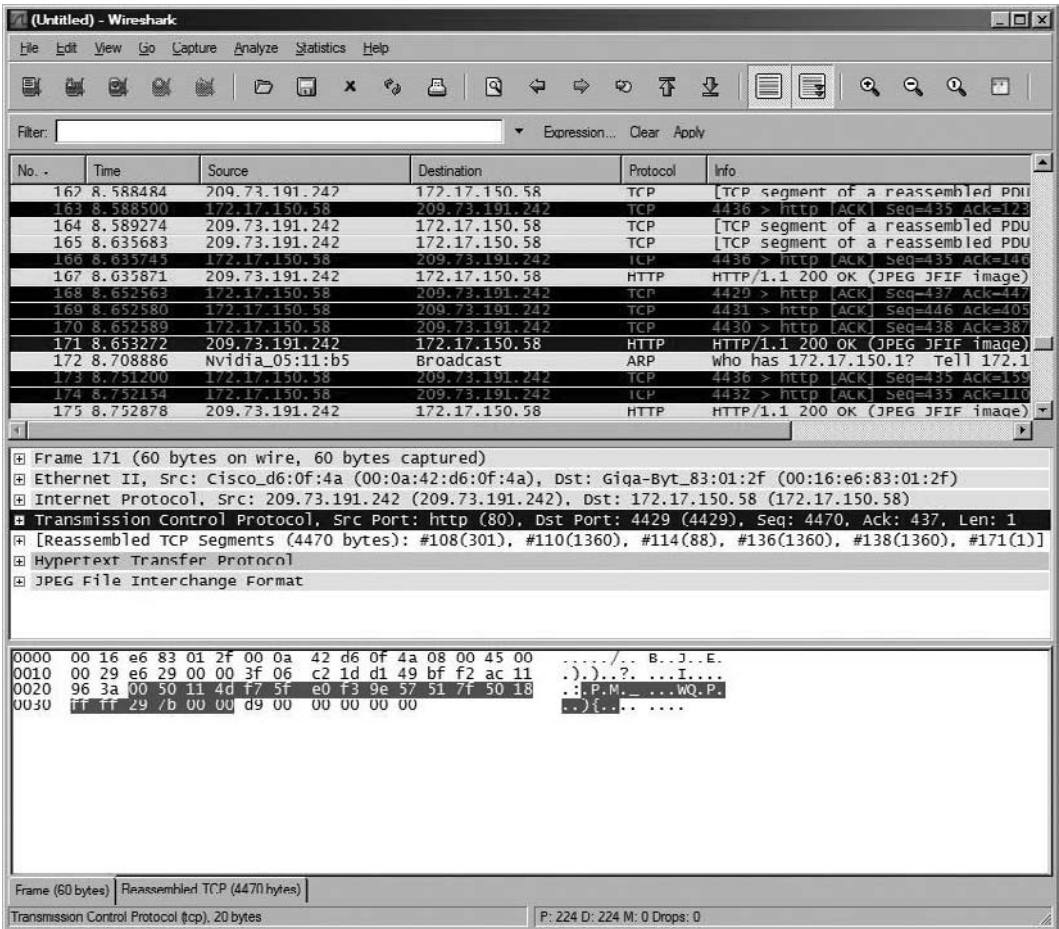 (Untitled) - Wireshark
File Edit View Go Capture Analyze Statistics Help
Filter: Expression... Clear Apply
No. - Time Source Destination Protocol Info
162 8.588484 209.73.191.242 172.17.150.58 TCP [TCP segment of a reassembled PDU
163 8.588500 172.17.150.58 209.73.191.242 TCP 4436 > http [ACK] Seq=435 Ack=123
164 8.589274 209.73.191.242 172.17.150.58 TCP [TCP segment of a reassembled PDU
165 8.635683 209.73.191.242 172.17.150.58 TCP [TCP segment of a reassembled PDU
166 8.635745 172.17.150.58 209.73.191.242 TCP 4436 > http [ACK] Seq=435 Ack=146
167 8.635871 209.73.191.242 172.17.150.58 HTTP HTTP/1.1 200 OK (JPEG JFIF image)
168 8.652563 172.17.150.58 209.73.191.242 TCP 4429 > http [ACK] Seq=437 Ack=447
169 8.652580 172.17.150.58 209.73.191.242 TCP 4431 > http [ACK] Seq=446 Ack=405
170 8.652589 172.17.150.58 209.73.191.242 TCP 4430 > http [ACK] Seq=438 Ack=387
171 8.653272 209.73.191.242 172.17.150.58 HTTP HTTP/1.1 200 OK (JPEG JFIF image)
172 8.708886 Nvidia_05:11:b5 Broadcast ARP Who has 172.17.150.1? Tell 172.1
173 8.751200 172.17.150.58 209.73.191.242 TCP 4436 > http [ACK] Seq=435 Ack=159
174 8.752154 172.17.150.58 209.73.191.242 TCP 4432 > http [ACK] Seq=435 Ack=110
175 8.752878 209.73.191.242 172.17.150.58 HTTP HTTP/1.1 200 OK (JPEG JFIF image)
Frame 171 (60 bytes on wire, 60 bytes captured)
Ethernet II, Src: Cisco_d6:0f:4a (00:0a:42:d6:0f:4a), Dst: Giga-Byt_83:01:2f (00:16:e6:83:01:2f)
Internet Protocol, Src: 209.73.191.242 (209.73.191.242), Dst: 172.17.150.58 (172.17.150.58)
Transmission Control Protocol, Src Port: http (80), Dst Port: 4429 (4429), Seq: 4470, Ack: 437, Len: 1
[Reassembled TCP Segments (4470 bytes): #108(301), #110(1360), #114(88), #136(1360), #138(1360), #171(1)]
Hypertext Transfer Protocol
JPEG File Interchange Format
0000 00 16 e6 83 01 2f 00 0a 42 d6 0f 4a 08 00 45 00 ...../.. B..J..E.
0010 00 29 e6 29 00 00 3f 06 c2 1d d1 49 bf f2 ac 11 .).)..?. ...I....
0020 96 3a 00 50 11 4d f7 5f e0 f3 9e 57 51 7f 50 18 .:.P.M._ ...WQ.P.
0030 ff ff 29 7b 00 00 d9 00 00 00 00 00 ..){.... ....
Frame (60 bytes) Reassembled TCP (4470 bytes)
Transmission Control Protocol (tcp), 20 bytes P: 224 D: 224 M: 0 Drops: 0